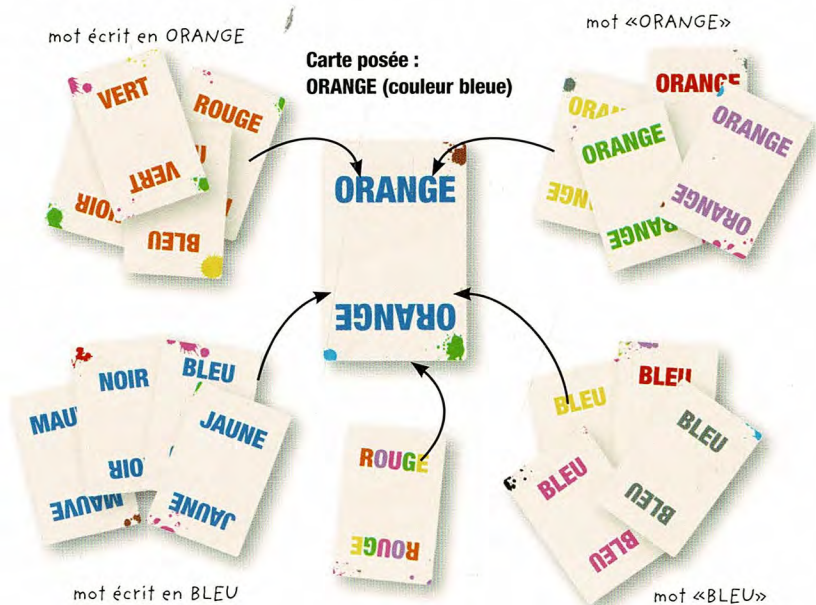 mot écrit en ORANGE
mot «ORANGE»
Carte posée :
ORANGE (couleur bleue)
VERT
ROUGE
VERT
NOIR
BLEU
ORANGE
ORANGE
ORANGE
ORANGE
ORANGE
ORANGE
ORANGE
ORANGE
NOIR
BLEU
JAUNE
NOIR
MAUVE
JAUNE
ROUGE
ROUGE
BLEU
BLEU
BLEU
BLEU
BLEU
BLEU
mot écrit en BLEU
mot «BLEU»